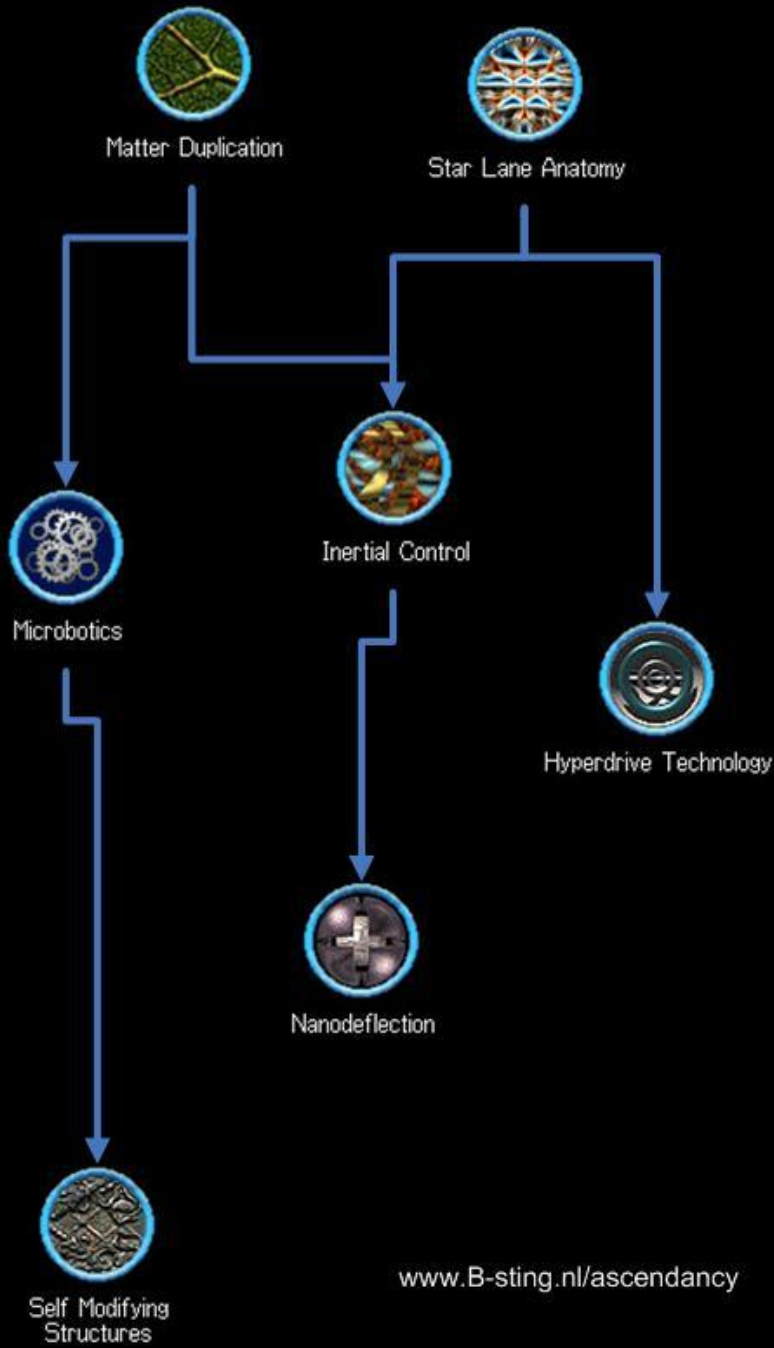 Matter Duplication
Star Lane Anatomy
Inertial Control
Microbotics
Hyperdrive Technology
Nanodeflection
www.B-sting.nl/ascendancy
Self Modifying
Structures